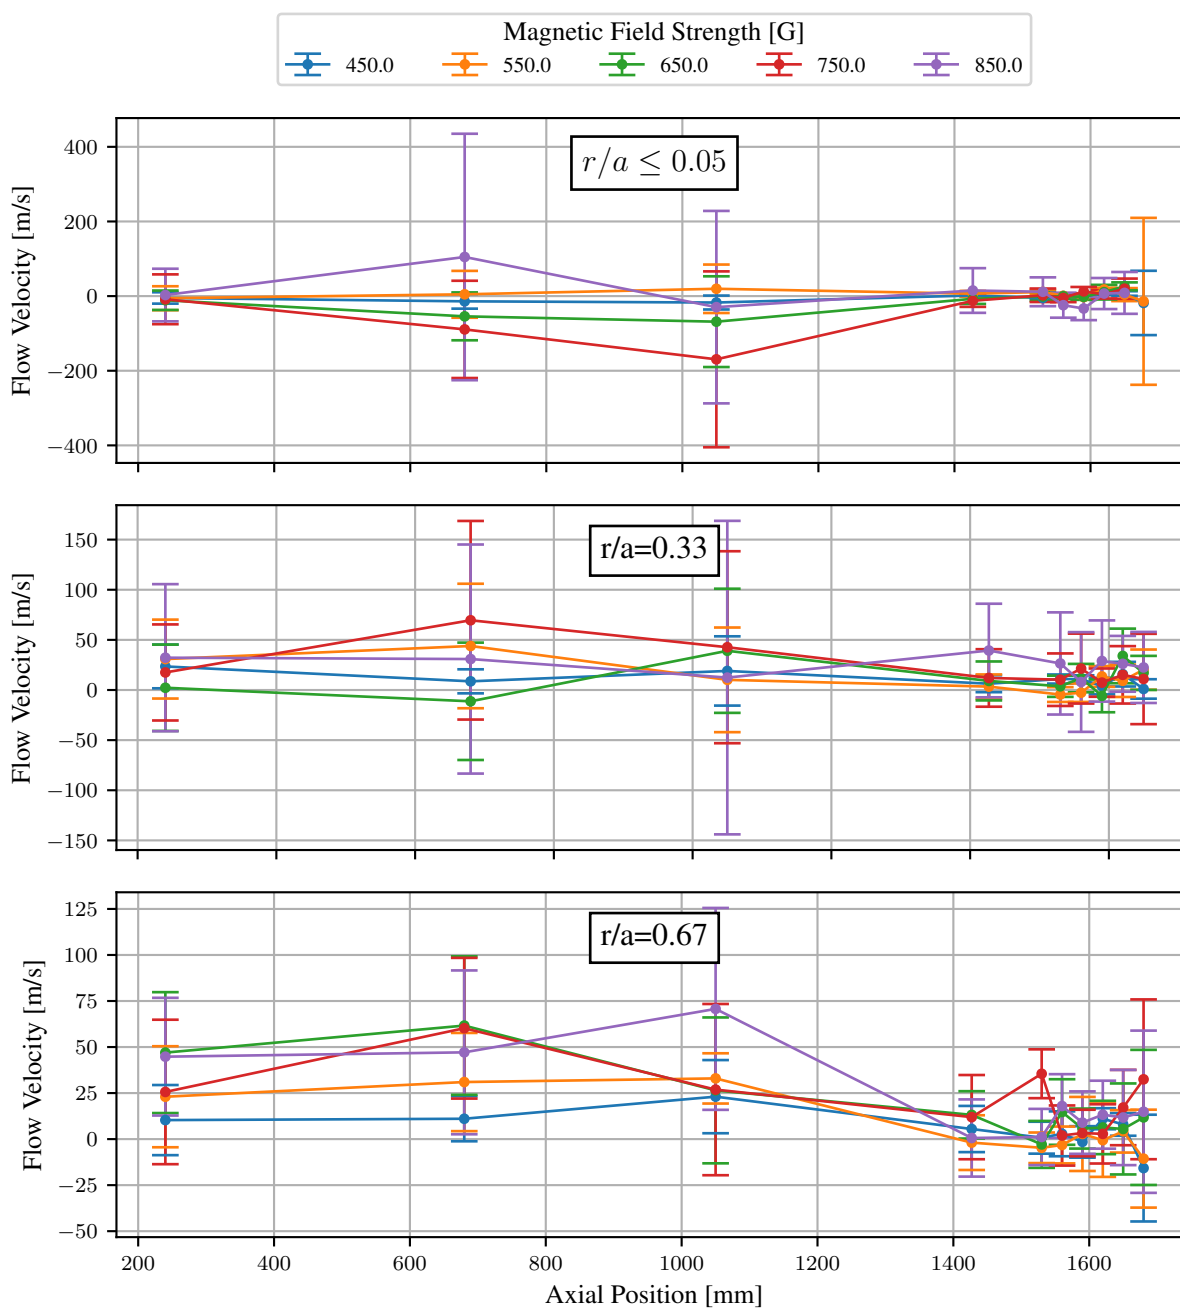 Magnetic Field Strength [G]
450.0 550.0 650.0 750.0 850.0
r/a ≤ 0.05
Flow Velocity [m/s]
400
200
0
−200
−400
r/a=0.33
Flow Velocity [m/s]
150
100
50
0
−50
−100
−150
r/a=0.67
Flow Velocity [m/s]
125
100
75
50
25
0
−25
−50
200 400 600 800 1000 1200 1400 1600
Axial Position [mm]